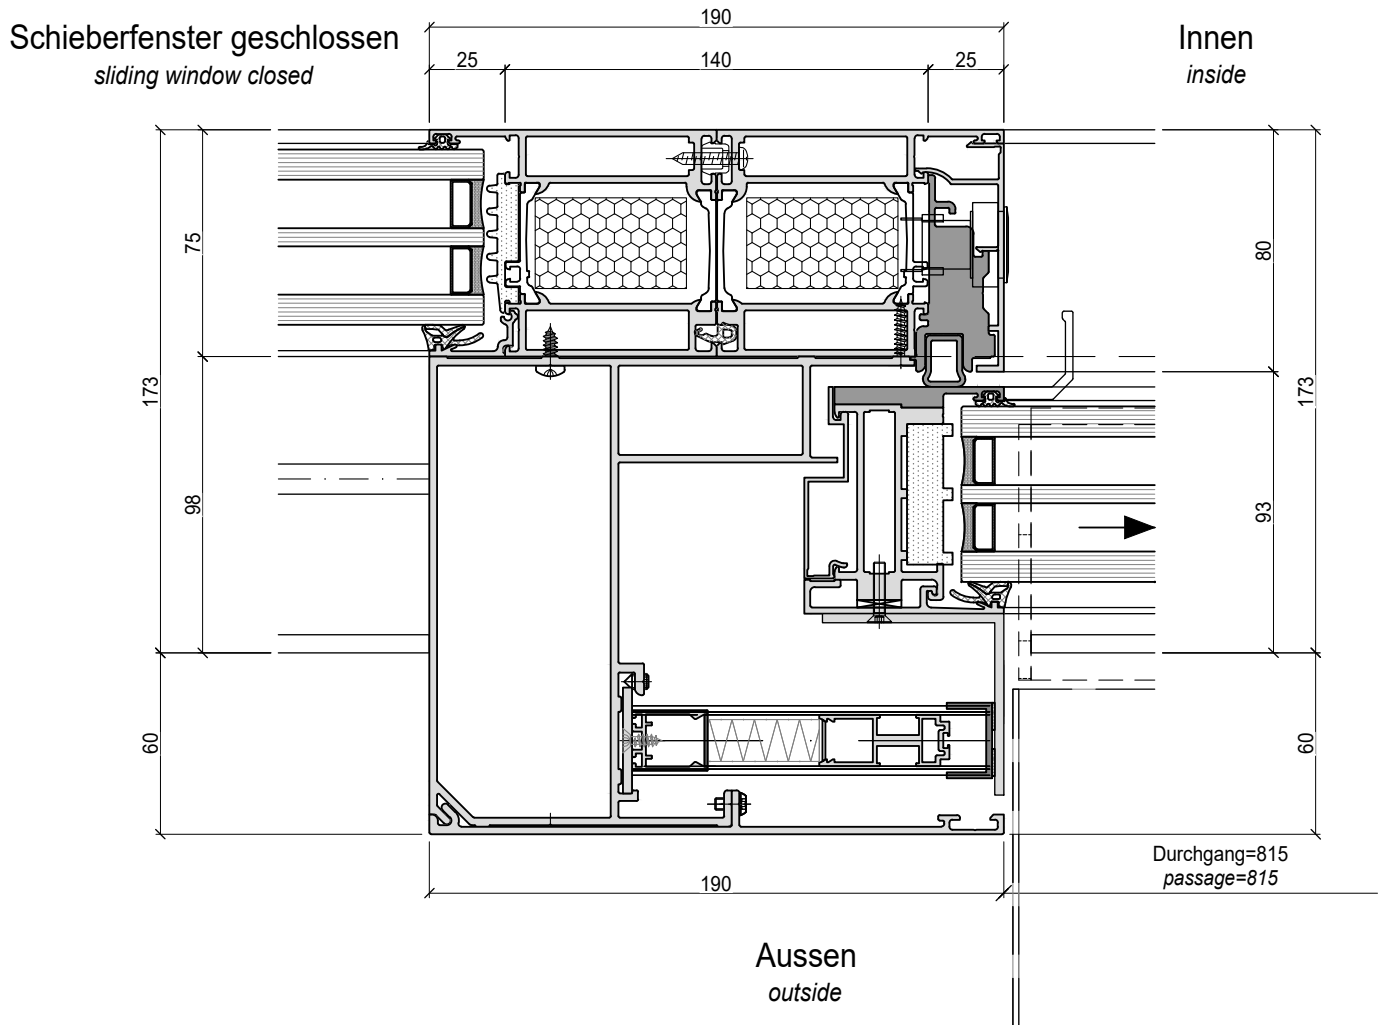 190
Schieberfenster geschlossen
sliding window closed
Innen
inside
25
140
25
75
80
173
173
98
93
60
60
Durchgang=815
passage=815
190
Aussen
outside